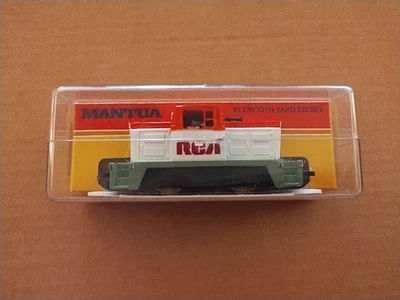 MANTUA
PLYMOUTH YARD DIESEL
RCA